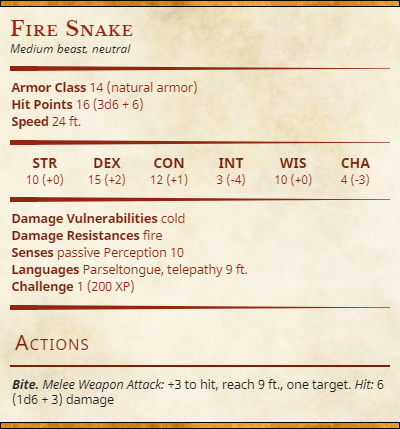 Fire Snake
Medium beast, neutral
Armor Class 14 (natural armor)
Hit Points 16 (3d6 + 6)
Speed 24 ft.
STR DEX CON INT WIS CHA
10 (+0) 15 (+2) 12 (+1) 3 (-4) 10 (+0) 4 (-3)
Damage Vulnerabilities cold
Damage Resistances fire
Senses passive Perception 10
Languages Parseltongue, telepathy 9 ft.
Challenge 1 (200 XP)
Actions
Bite. Melee Weapon Attack: +3 to hit, reach 9 ft., one target. Hit: 6
(1d6 + 3) damage